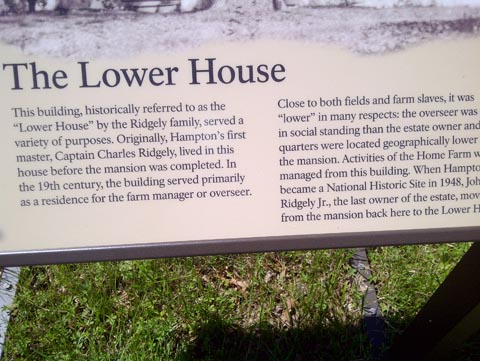 The Lower House
This building, historically referred to as the
“Lower House” by the Ridgely family, served a
variety of purposes. Originally, Hampton’s first
master, Captain Charles Ridgely, lived in this
house before the mansion was completed. In
the 19th century, the building served primarily
as a residence for the farm manager or overseer.
Close to both fields and farm slaves, it was
“lower” in many respects: the overseer was
in social standing than the estate owner and
quarters were located geographically lower
the mansion. Activities of the Home Farm
managed from this building. When
became a National Historic Site in 1948,
Ridgely Jr., the last owner of the estate,
from the mansion back here to the Lower